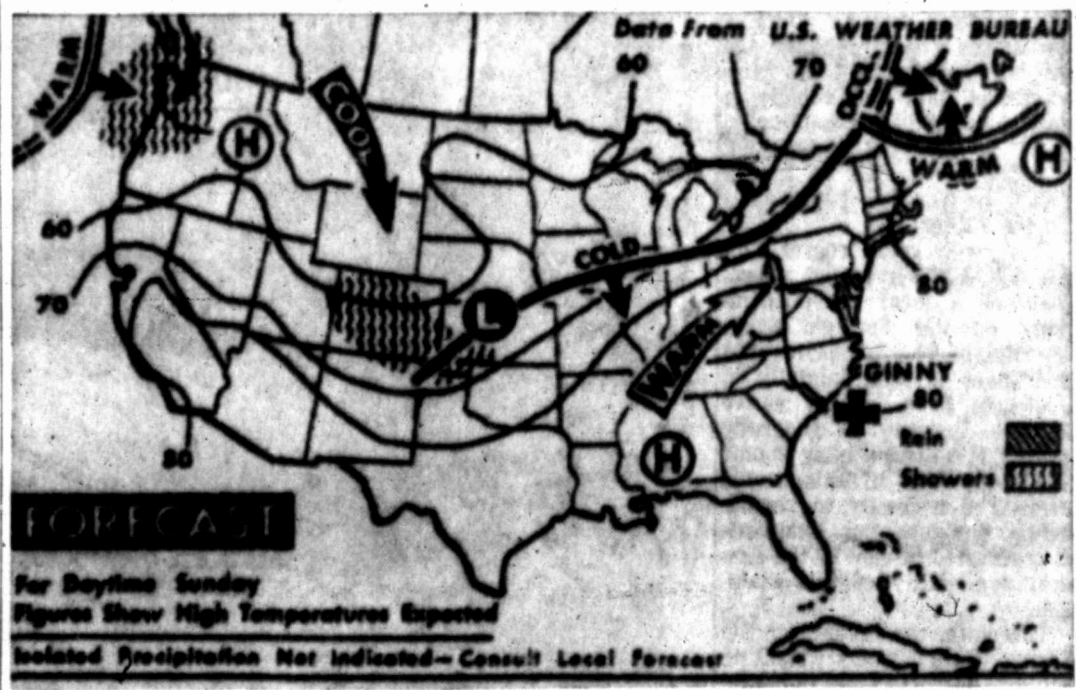 Data From U.S. WEATHER BUREAU
WARM
COOL
60
70
OCCL.
WARM
H
H
60
COLD
70
L
80
WARM
GINNY
80
H
80
Rain
Showers
FORECAST
For Daytime Sunday
Figures Show High Temperatures Expected
Isolated Precipitation Not Indicated—Consult Local Forecast